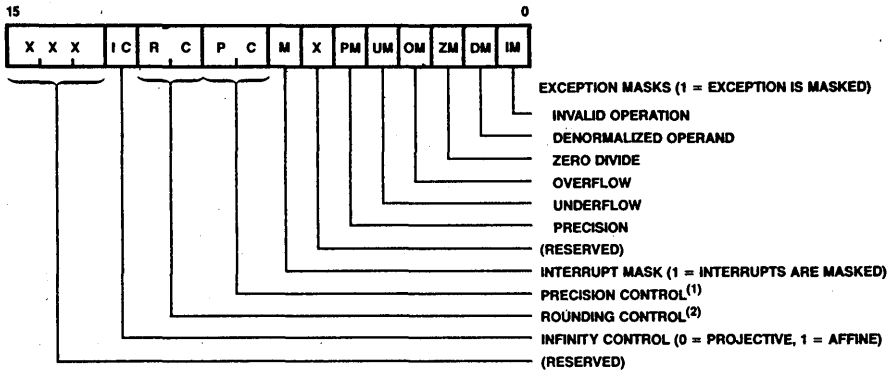 15 0
X X X I C R C P C M X PM UM OM ZM DM IM
EXCEPTION MASKS (1 = EXCEPTION IS MASKED)
INVALID OPERATION
DENORMALIZED OPERAND
ZERO DIVIDE
OVERFLOW
UNDERFLOW
PRECISION
(RESERVED)
INTERRUPT MASK (1 = INTERRUPTS ARE MASKED)
PRECISION CONTROL(1)
ROUNDING CONTROL(2)
INFINITY CONTROL (0 = PROJECTIVE, 1 = AFFINE)
(RESERVED)